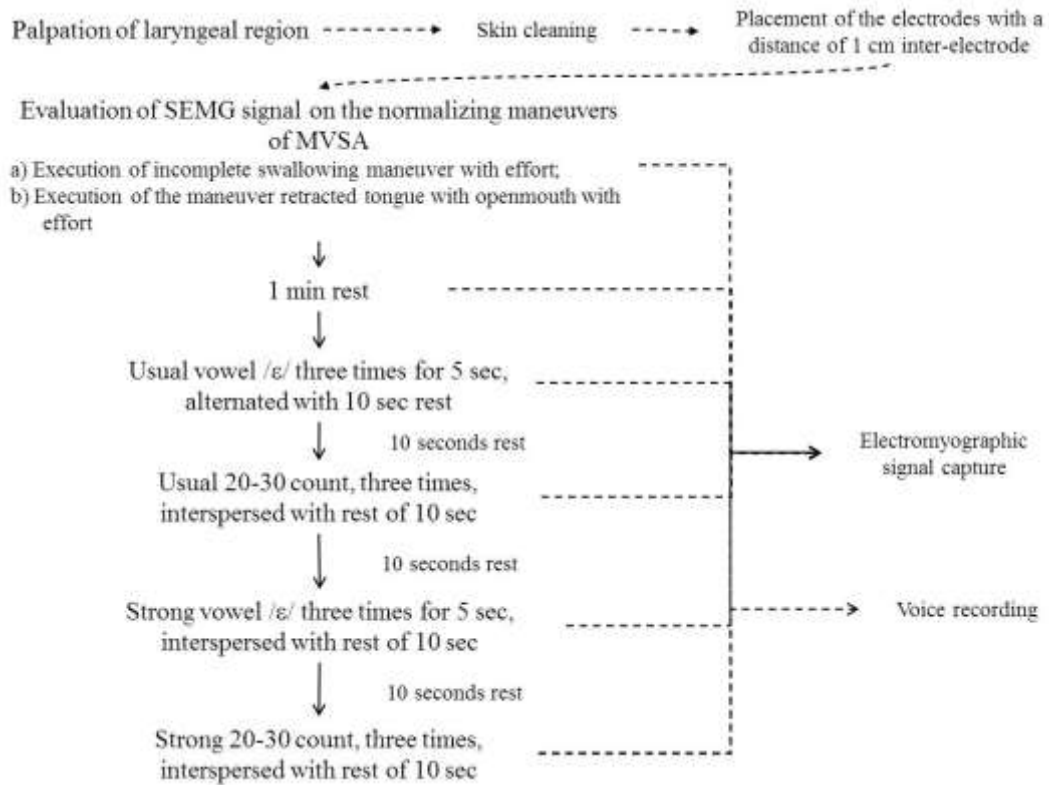 Palpation of laryngeal region
Skin cleaning
Placement of the electrodes with a
distance of 1 cm inter-electrode
Evaluation of SEMG signal on the normalizing maneuvers
of MVSA
a) Execution of incomplete swallowing maneuver with effort;
b) Execution of the maneuver retracted tongue with openmouth with
effort
1 min rest
Usual vowel /ε/ three times for 5 sec,
alternated with 10 sec rest
10 seconds rest
Usual 20-30 count, three times,
interspersed with rest of 10 sec
10 seconds rest
Strong vowel /ε/ three times for 5 sec,
interspersed with rest of 10 sec
10 seconds rest
Strong 20-30 count, three times,
interspersed with rest of 10 sec
Electromyographic
signal capture
Voice recording